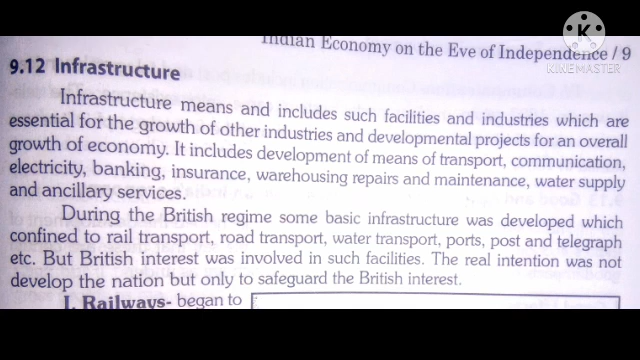 Indian Economy on the Eve of Independence / 9
KINEMASTER
9.12 Infrastructure
Infrastructure means and includes such facilities and industries which are
essential for the growth of other industries and developmental projects for an overall
growth of economy. It includes development of means of transport, communication,
electricity, banking, insurance, warehousing repairs and maintenance, water supply
and ancillary services.
During the British regime some basic infrastructure was developed which
confined to rail transport, road transport, water transport, ports, post and telegraph
etc. But British interest was involved in such facilities. The real intention was not
develop the nation but only to safeguard the British interest.
I. Railways- began to